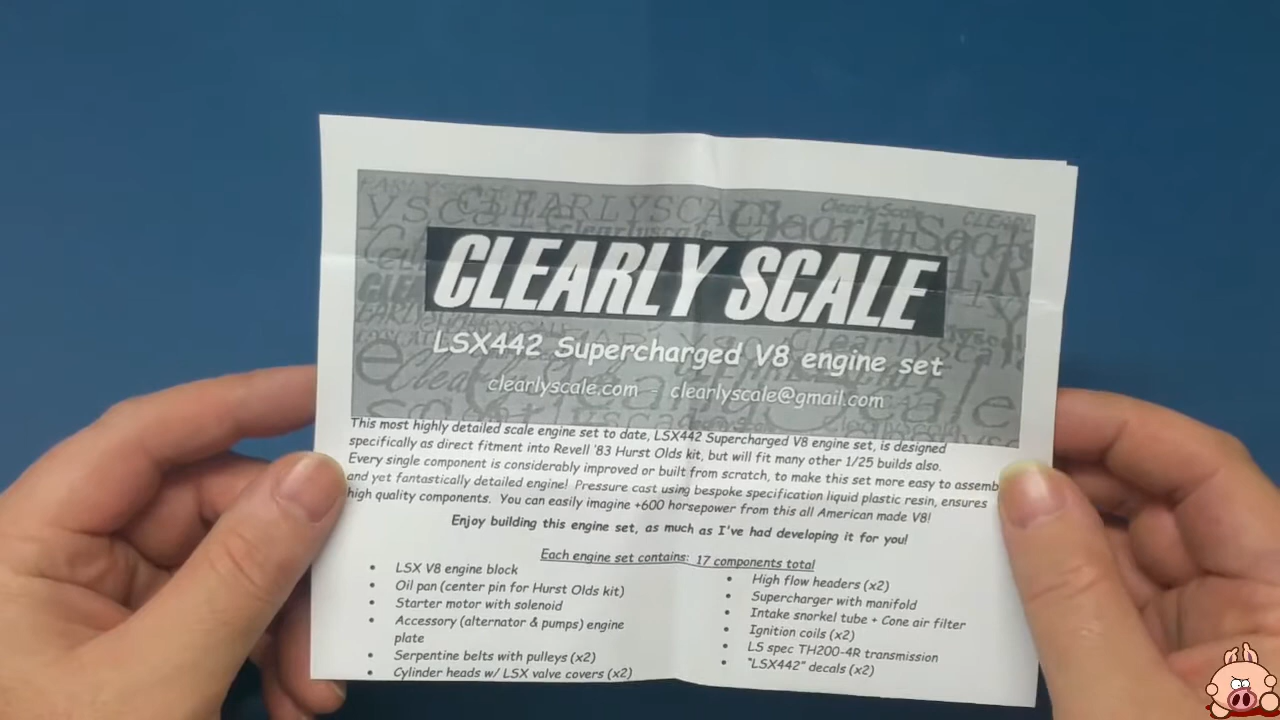 CLEARLY SCALE
LSX442 Supercharged V8 engine set
clearlyscale.com - clearlyscale@gmail.com
This most highly detailed scale engine set to date, LSX442 Supercharged V8 engine set, is designed
specifically as direct fitment into Revell '83 Hurst Olds kit, but will fit many other 1/25 builds also.
Every single component is considerably improved or built from scratch, to make this set more easy to assemb
and yet fantastically detailed engine! Pressure cast using bespoke specification liquid plastic resin, ensures
high quality components. You can easily imagine +600 horsepower from this all American made V8!
Enjoy building this engine set, as much as I've had developing it for you!
Each engine set contains: 17 components total
• LSX V8 engine block
• Oil pan (center pin for Hurst Olds kit)
• Starter motor with solenoid
• Accessory (alternator & pumps) engine
plate
• Serpentine belts with pulleys (x2)
• Cylinder heads w/ LSX valve covers (x2)
• High flow headers (x2)
• Supercharger with manifold
• Intake snorkel tube + Cone air filter
• Ignition coils (x2)
• LS spec TH200-4R transmission
• "LSX442" decals (x2)